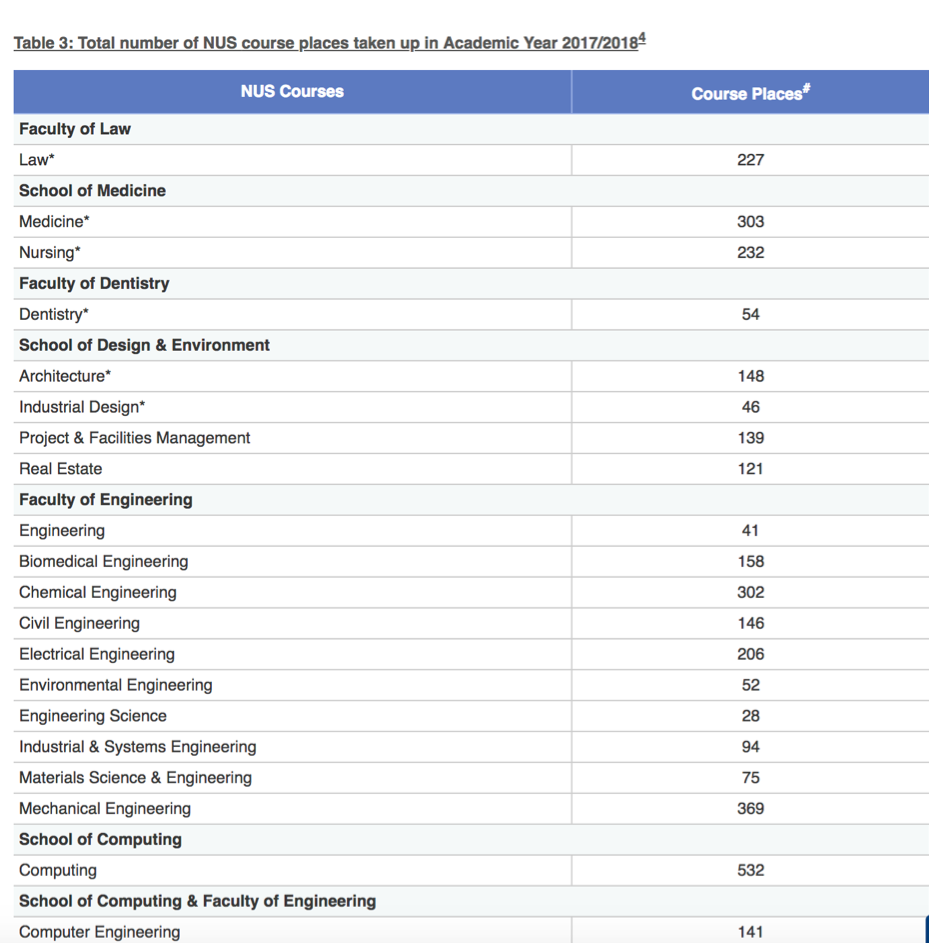 Table 3: Total number of NUS course places taken up in Academic Year 2017/2018⁴
NUS Courses Course Places#
Faculty of Law
Law* 227
School of Medicine
Medicine* 303
Nursing* 232
Faculty of Dentistry
Dentistry* 54
School of Design & Environment
Architecture* 148
Industrial Design* 46
Project & Facilities Management 139
Real Estate 121
Faculty of Engineering
Engineering 41
Biomedical Engineering 158
Chemical Engineering 302
Civil Engineering 146
Electrical Engineering 206
Environmental Engineering 52
Engineering Science 28
Industrial & Systems Engineering 94
Materials Science & Engineering 75
Mechanical Engineering 369
School of Computing
Computing 532
School of Computing & Faculty of Engineering
Computer Engineering 141